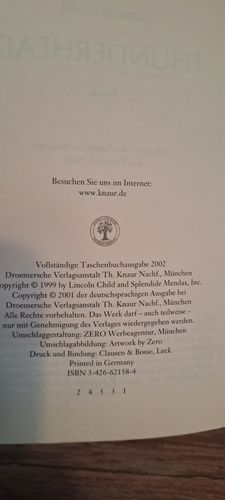 THUNDERHEAD
Besuchen Sie uns im Internet:
www.knaur.de
Vollständige Taschenbuchausgabe 2002
Droemersche Verlagsanstalt Th. Knaur Nachf., München
opyright © 1999 by Lincoln Child and Splendide Mendax, Inc.
Copyright © 2001 der deutschsprachigen Ausgabe bei
Droemersche Verlagsanstalt Th. Knaur Nachf., München
Alle Rechte vorbehalten. Das Werk darf – auch teilweise –
nur mit Genehmigung des Verlages wiedergegeben werden.
Umschlaggestaltung: ZERO Werbeagentur, München
Umschlagabbildung: Artwork by Zero
Druck und Bindung: Clausen & Bosse, Leck
Printed in Germany
ISBN 3-426-62158-4
2 4 5 3 1